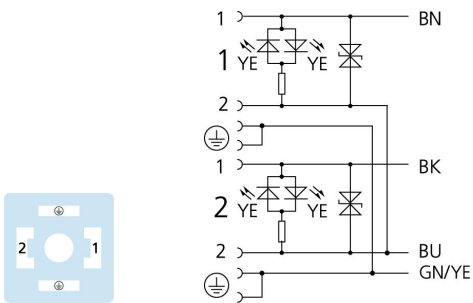 1 BN
1 YE YE
2
1 BK
2 YE YE
2 BU
GN/YE
2 1